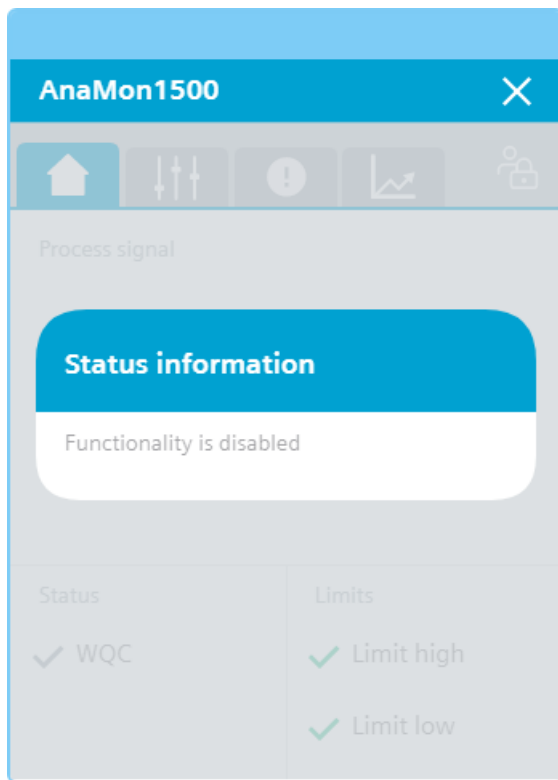 AnaMon1500
Process signal
Status information
Functionality is disabled
Status
Limits
WQC
Limit high
Limit low